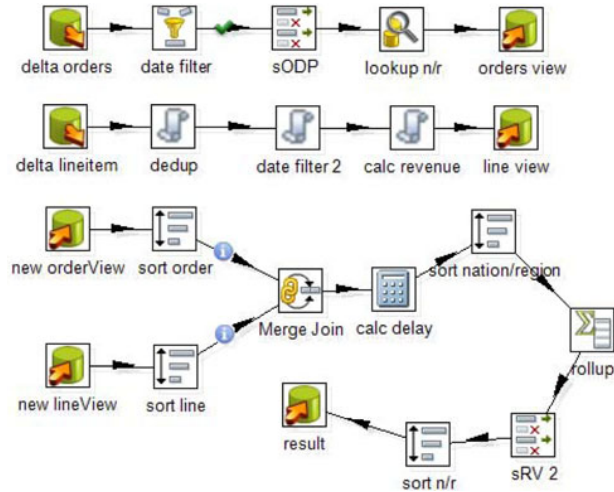 delta orders
date filter
sODP
lookup n/r
orders view
delta lineitem
dedup
date filter 2
calc revenue
line view
new orderView
sort order
Merge Join
calc delay
sort nation/region
rollup
new lineView
sort line
result
sort n/r
sRV 2